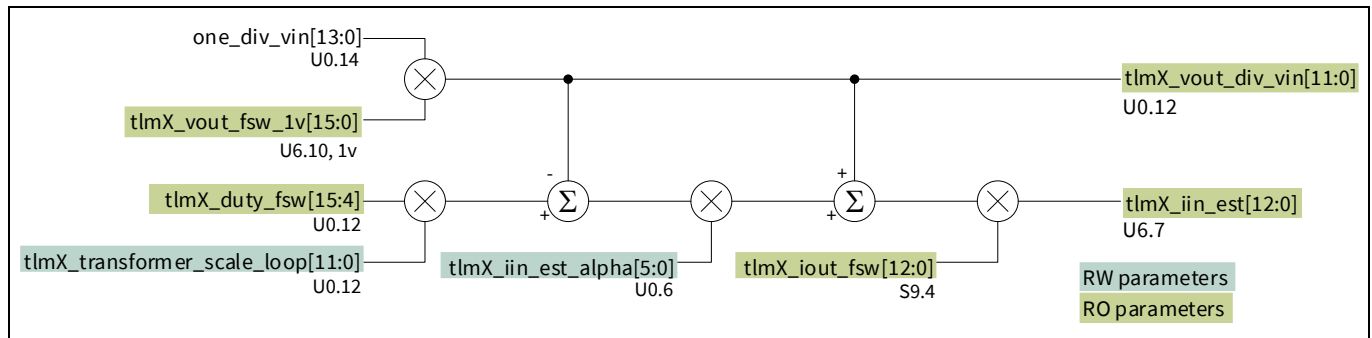 one_div_vin[13:0]
U0.14
tlmX_vout_fsw_1v[15:0]
U6.10, 1v
tlmX_vout_div_vin[11:0]
U0.12
tlmX_duty_fsw[15:4]
U0.12
-
+
Σ
+
+
Σ
tlmX_iin_est[12:0]
U6.7
tlmX_transformer_scale_loop[11:0]
U0.12
tlmX_iin_est_alpha[5:0]
U0.6
tlmX_iout_fsw[12:0]
S9.4
RW parameters
RO parameters